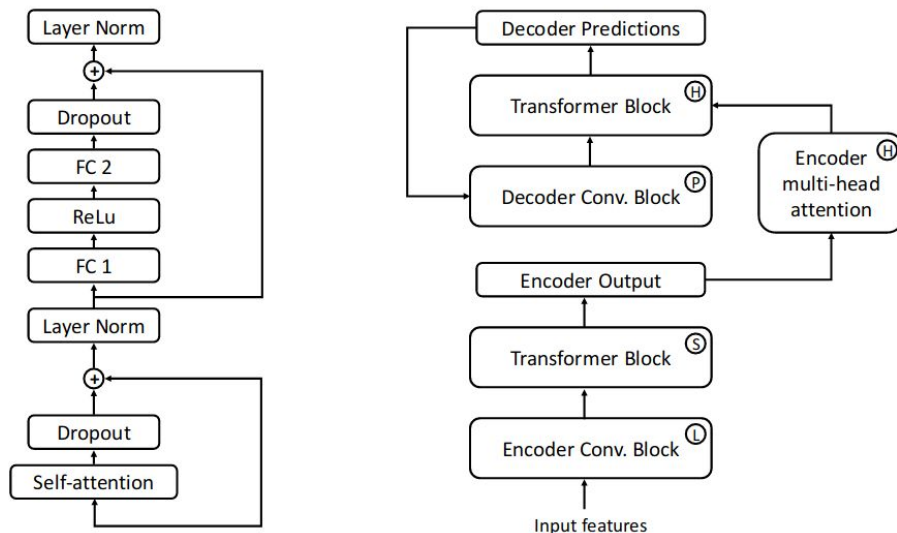 Layer Norm
+
Dropout
FC 2
ReLu
FC 1
Layer Norm
+
Dropout
Self-attention
Decoder Predictions
Transformer Block
H
Decoder Conv. Block
P
Encoder
multi-head
attention
H
Encoder Output
Transformer Block
S
Encoder Conv. Block
L
Input features